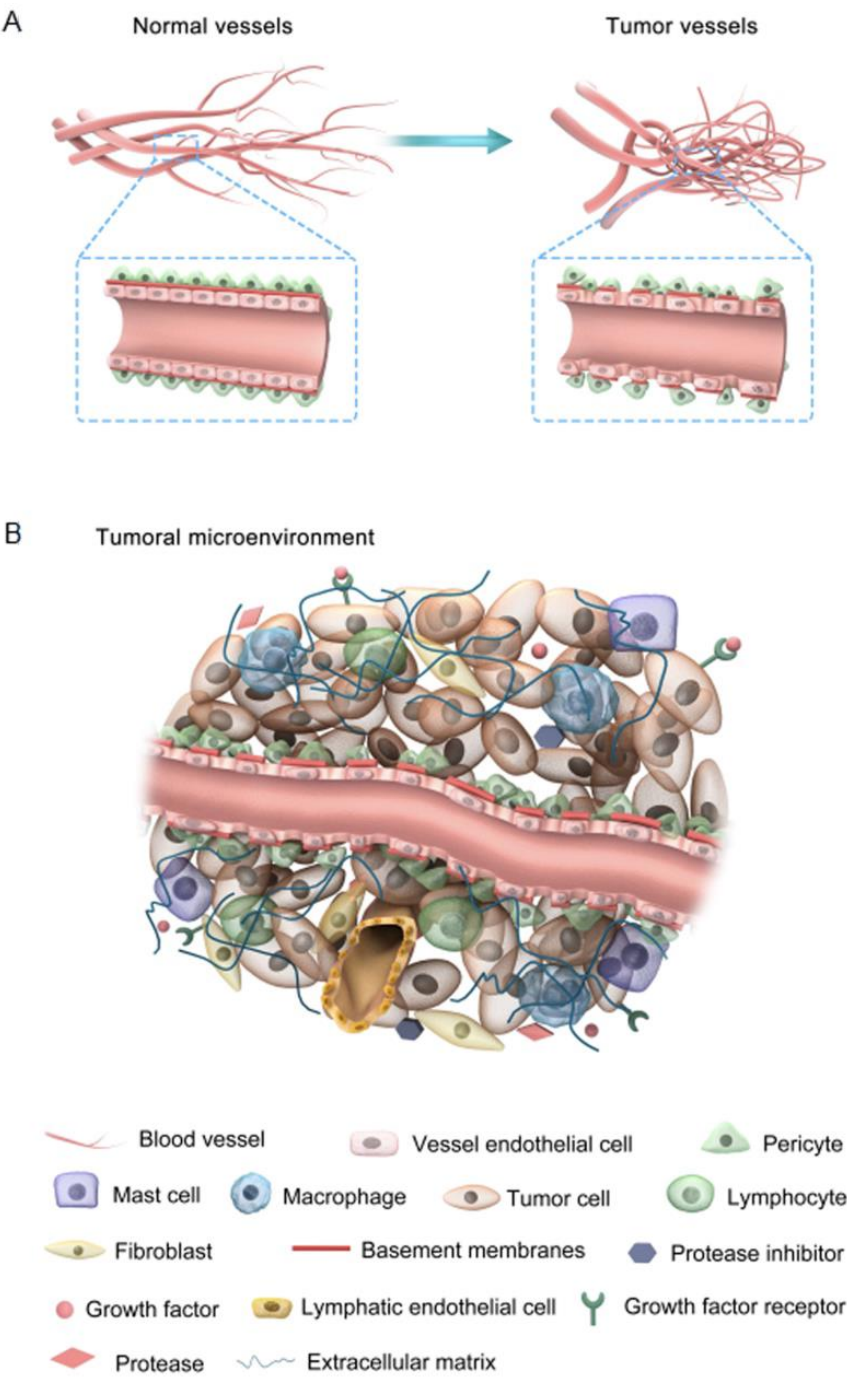 A
Normal vessels
Tumor vessels
B
Tumoral microenvironment
Blood vessel
Vessel endothelial cell
Pericyte
Mast cell
Macrophage
Tumor cell
Lymphocyte
Fibroblast
Basement membranes
Protease inhibitor
Growth factor
Lymphatic endothelial cell
Growth factor receptor
Protease
Extracellular matrix